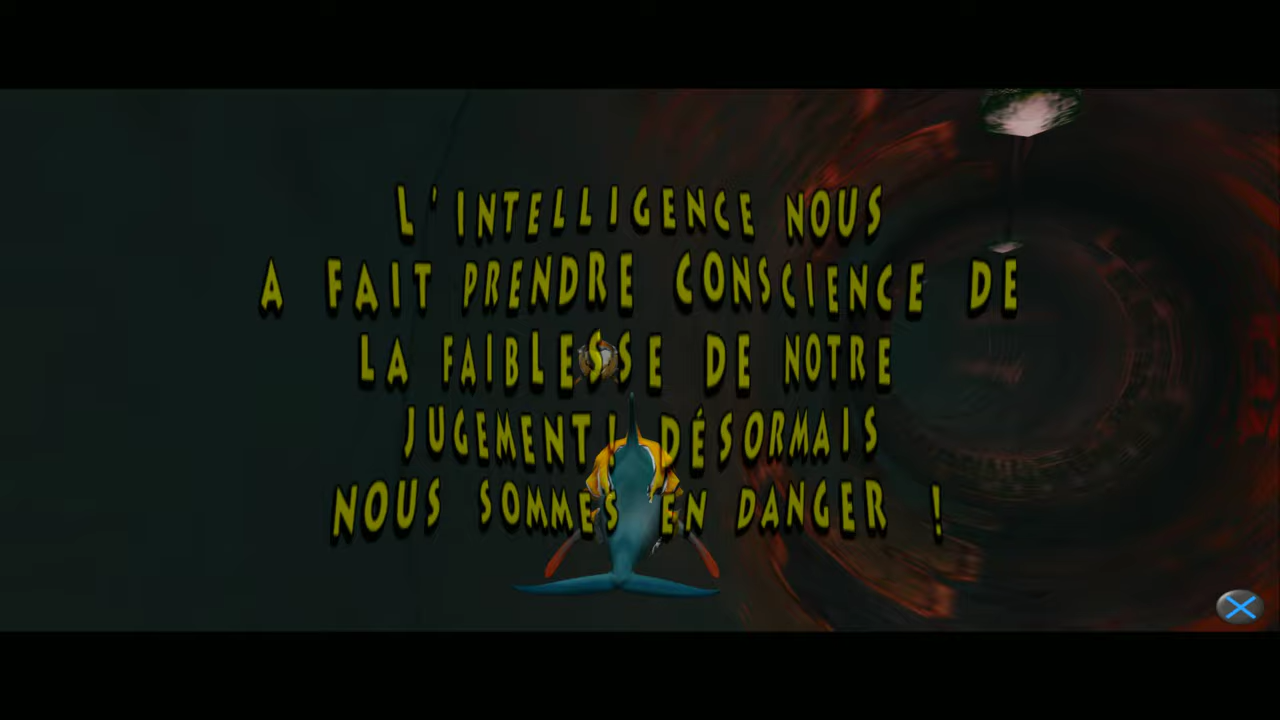 L'INTELLIGENCE NOUS
A FAIT PRENDRE CONSCIENCE DE
LA FAIBLESSE DE NOTRE
JUGEMENT! DÉSORMAIS
NOUS SOMMES EN DANGER !